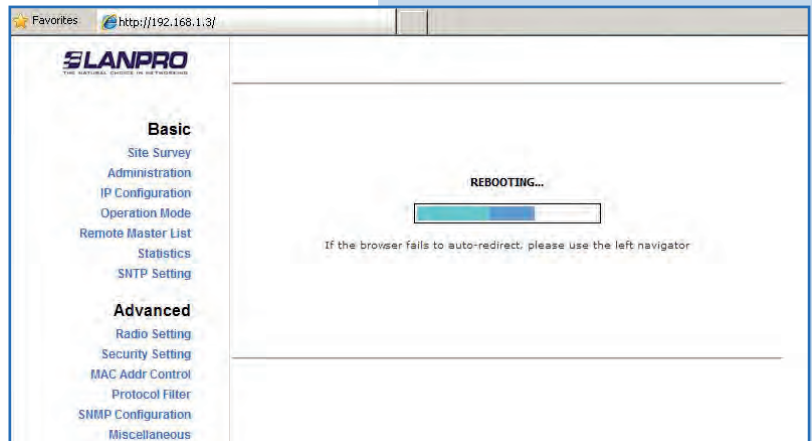 Favorites http://192.168.1.3/
LANPRO
THE NATURAL CHOICE IN NETWORKING
Basic
Site Survey
Administration
IP Configuration
Operation Mode
Remote Master List
Statistics
SNTP Setting
Advanced
Radio Setting
Security Setting
MAC Addr Control
Protocol Filter
SNMP Configuration
Miscellaneous
REBOOTING...
If the browser fails to auto-redirect, please use the left navigator